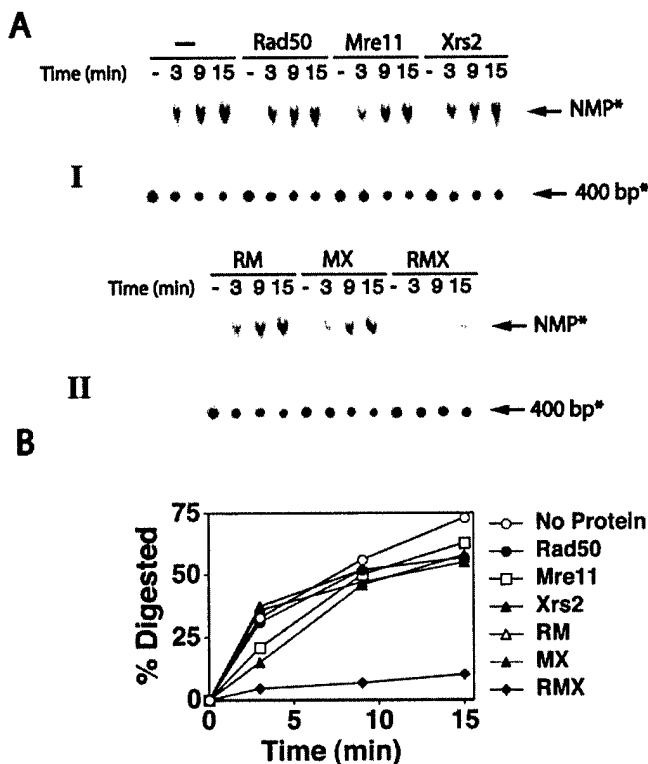 A
— Rad50 Mre11 Xrs2
Time (min) - 3 9 15 - 3 9 15 - 3 9 15 - 3 9 15
NMP*
I
400 bp*
RM MX RMX
Time (min) - 3 9 15 - 3 9 15 - 3 9 15
NMP*
II
400 bp*
B
75
50
25
0
% Digested
0 5 10 15
Time (min)
No Protein
Rad50
Mre11
Xrs2
RM
MX
RMX